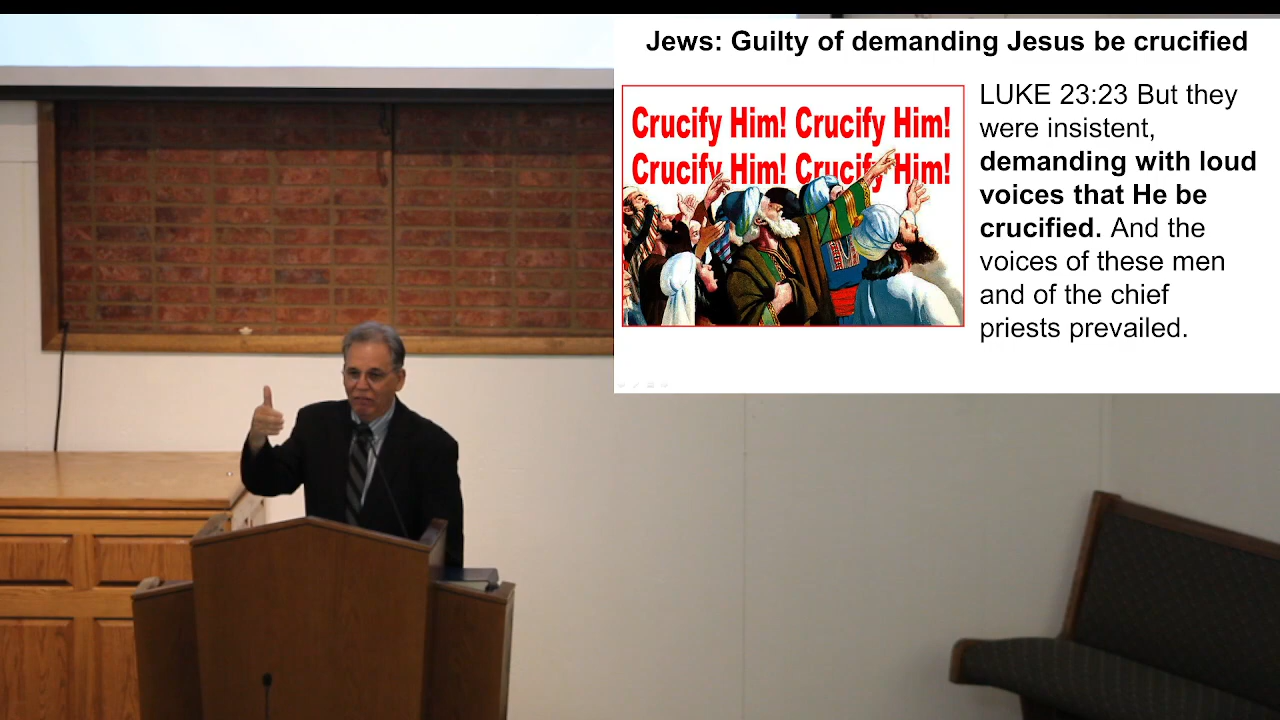 Jews: Guilty of demanding Jesus be crucified
Crucify Him! Crucify Him!
Crucify Him! Crucify Him!
LUKE 23:23 But they
were insistent,
demanding with loud
voices that He be
crucified. And the
voices of these men
and of the chief
priests prevailed.